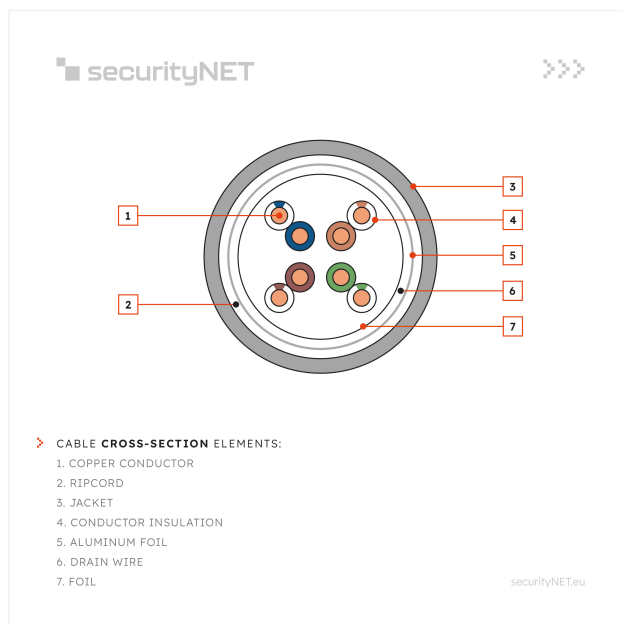 securityNET
3
1
4
5
6
2
7
CABLE CROSS-SECTION ELEMENTS:
1. COPPER CONDUCTOR
2. RIPCORD
3. JACKET
4. CONDUCTOR INSULATION
5. ALUMINUM FOIL
6. DRAIN WIRE
7. FOIL
securityNET.eu